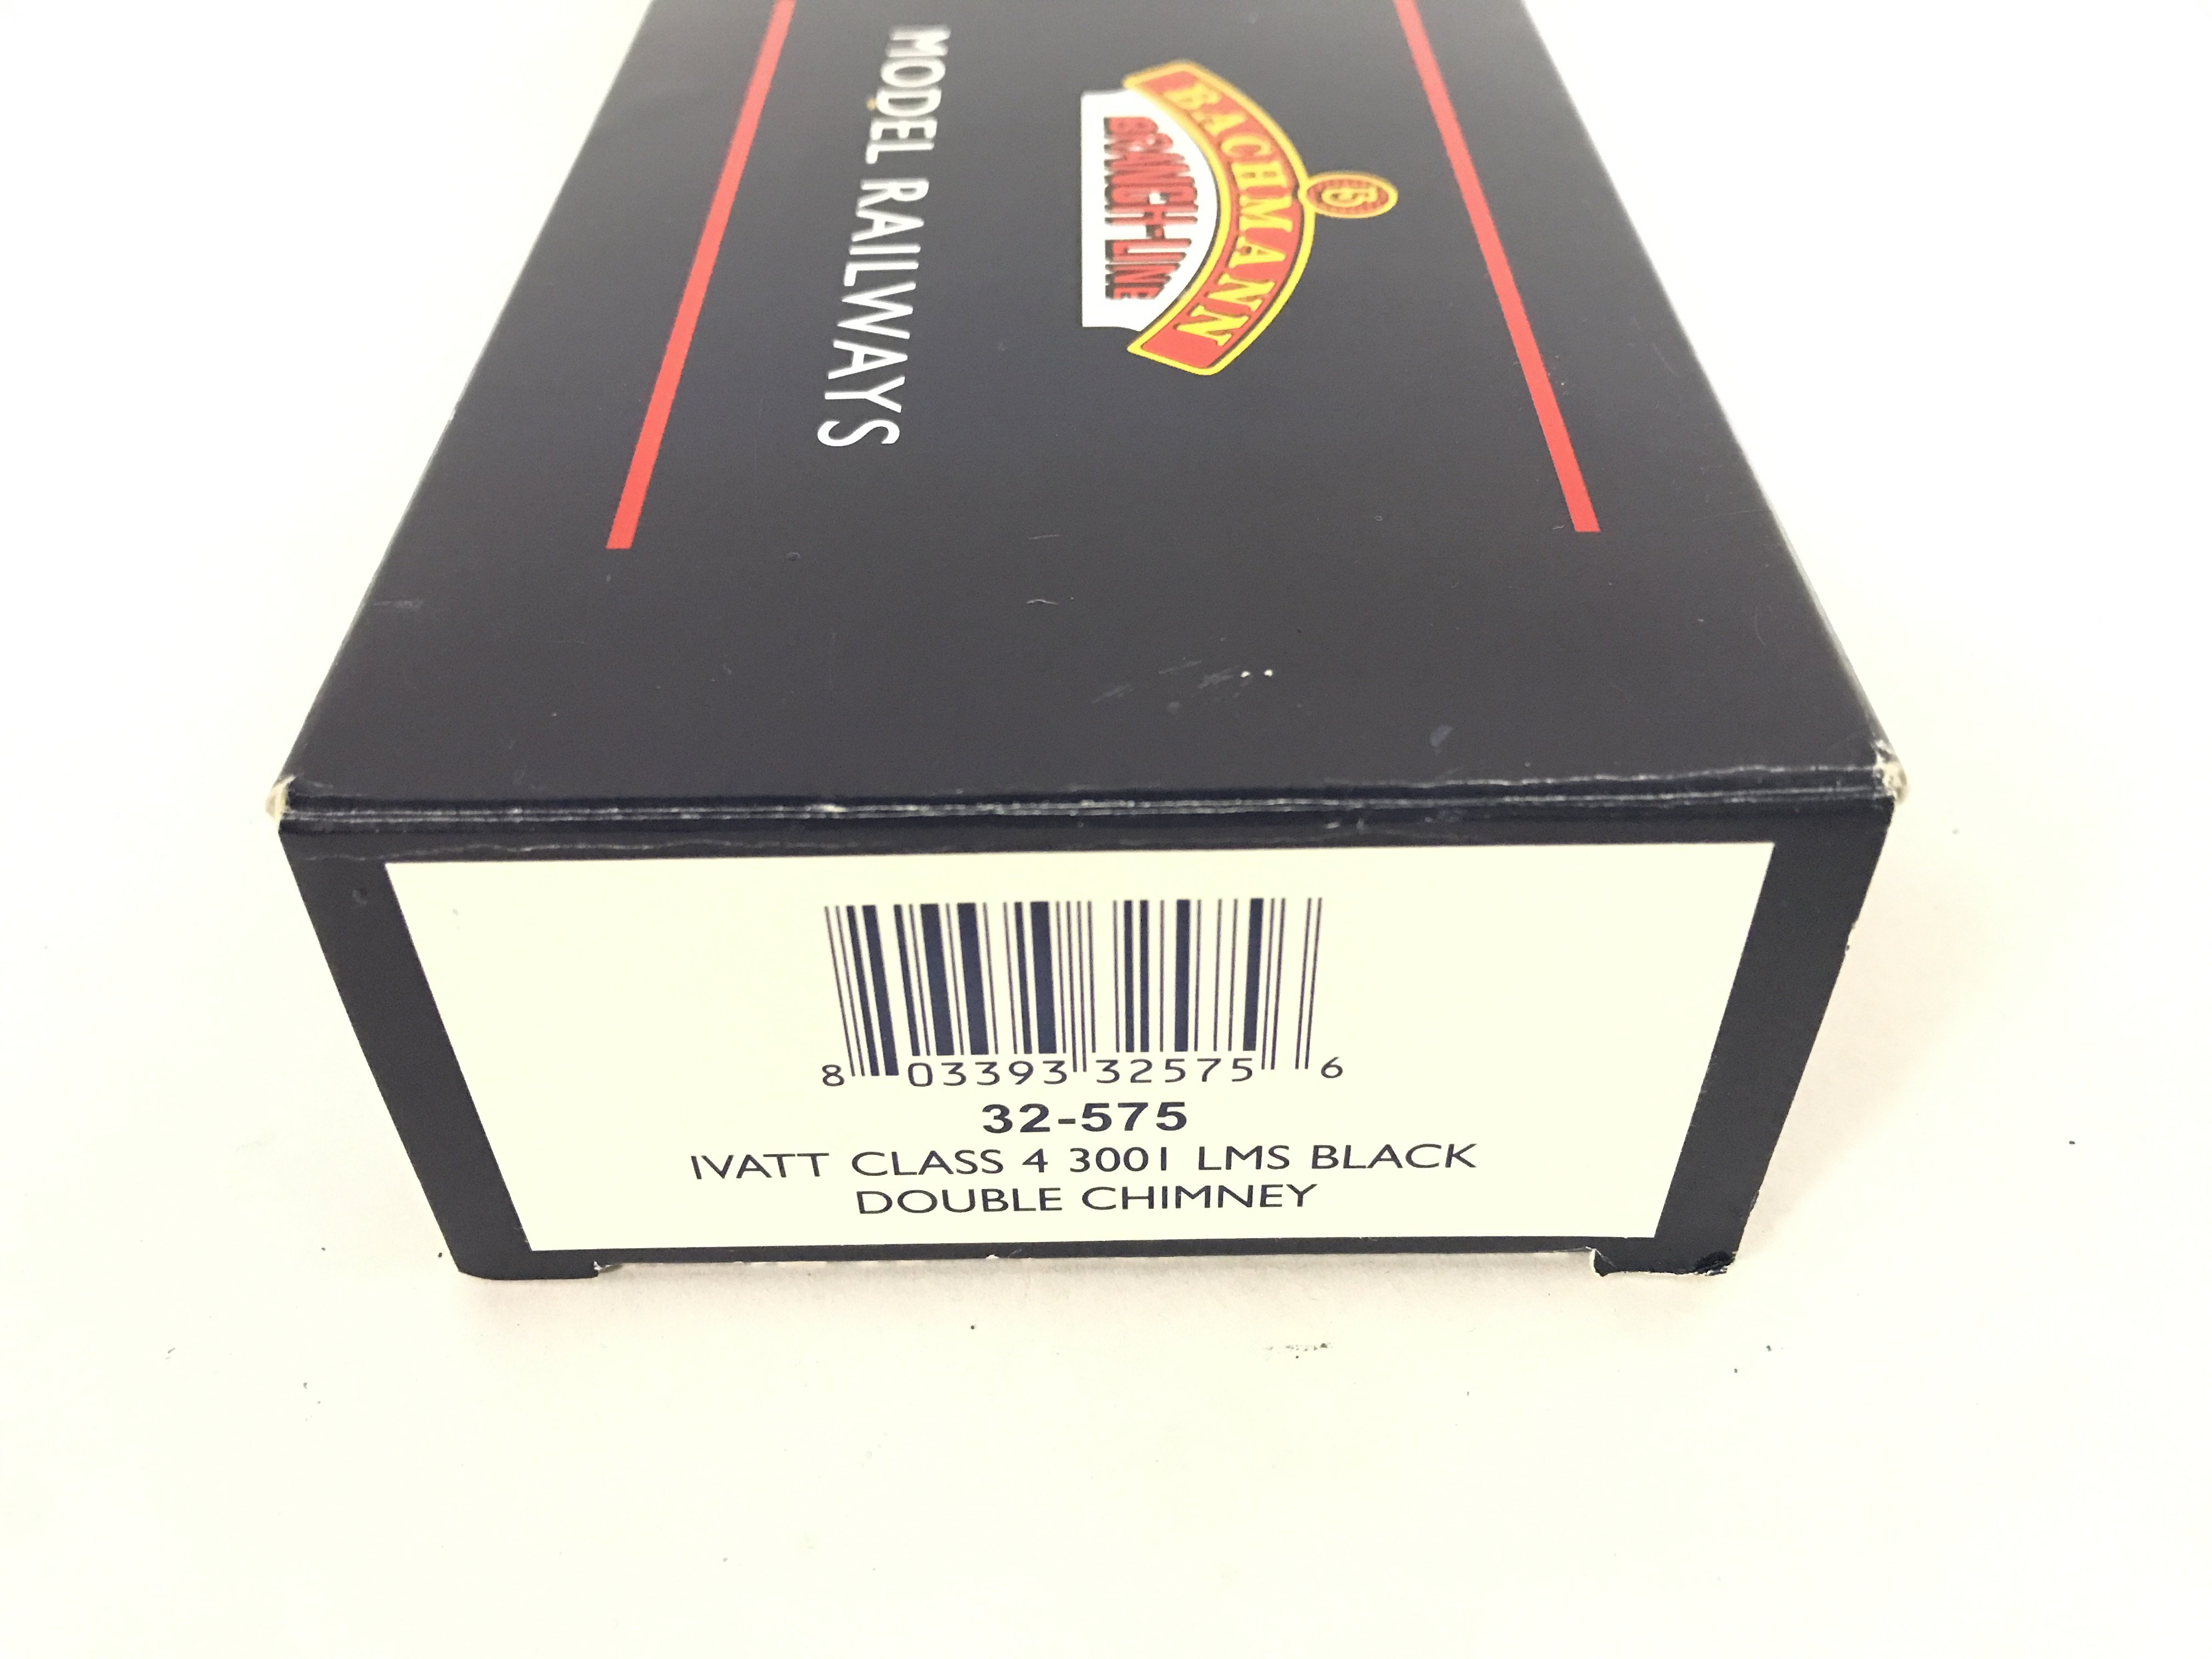 BACHMANN
BRANCH-LINE
MODEL RAILWAYS
8 03393 32575 6
32-575
IVATT CLASS 4 3001 LMS BLACK
DOUBLE CHIMNEY